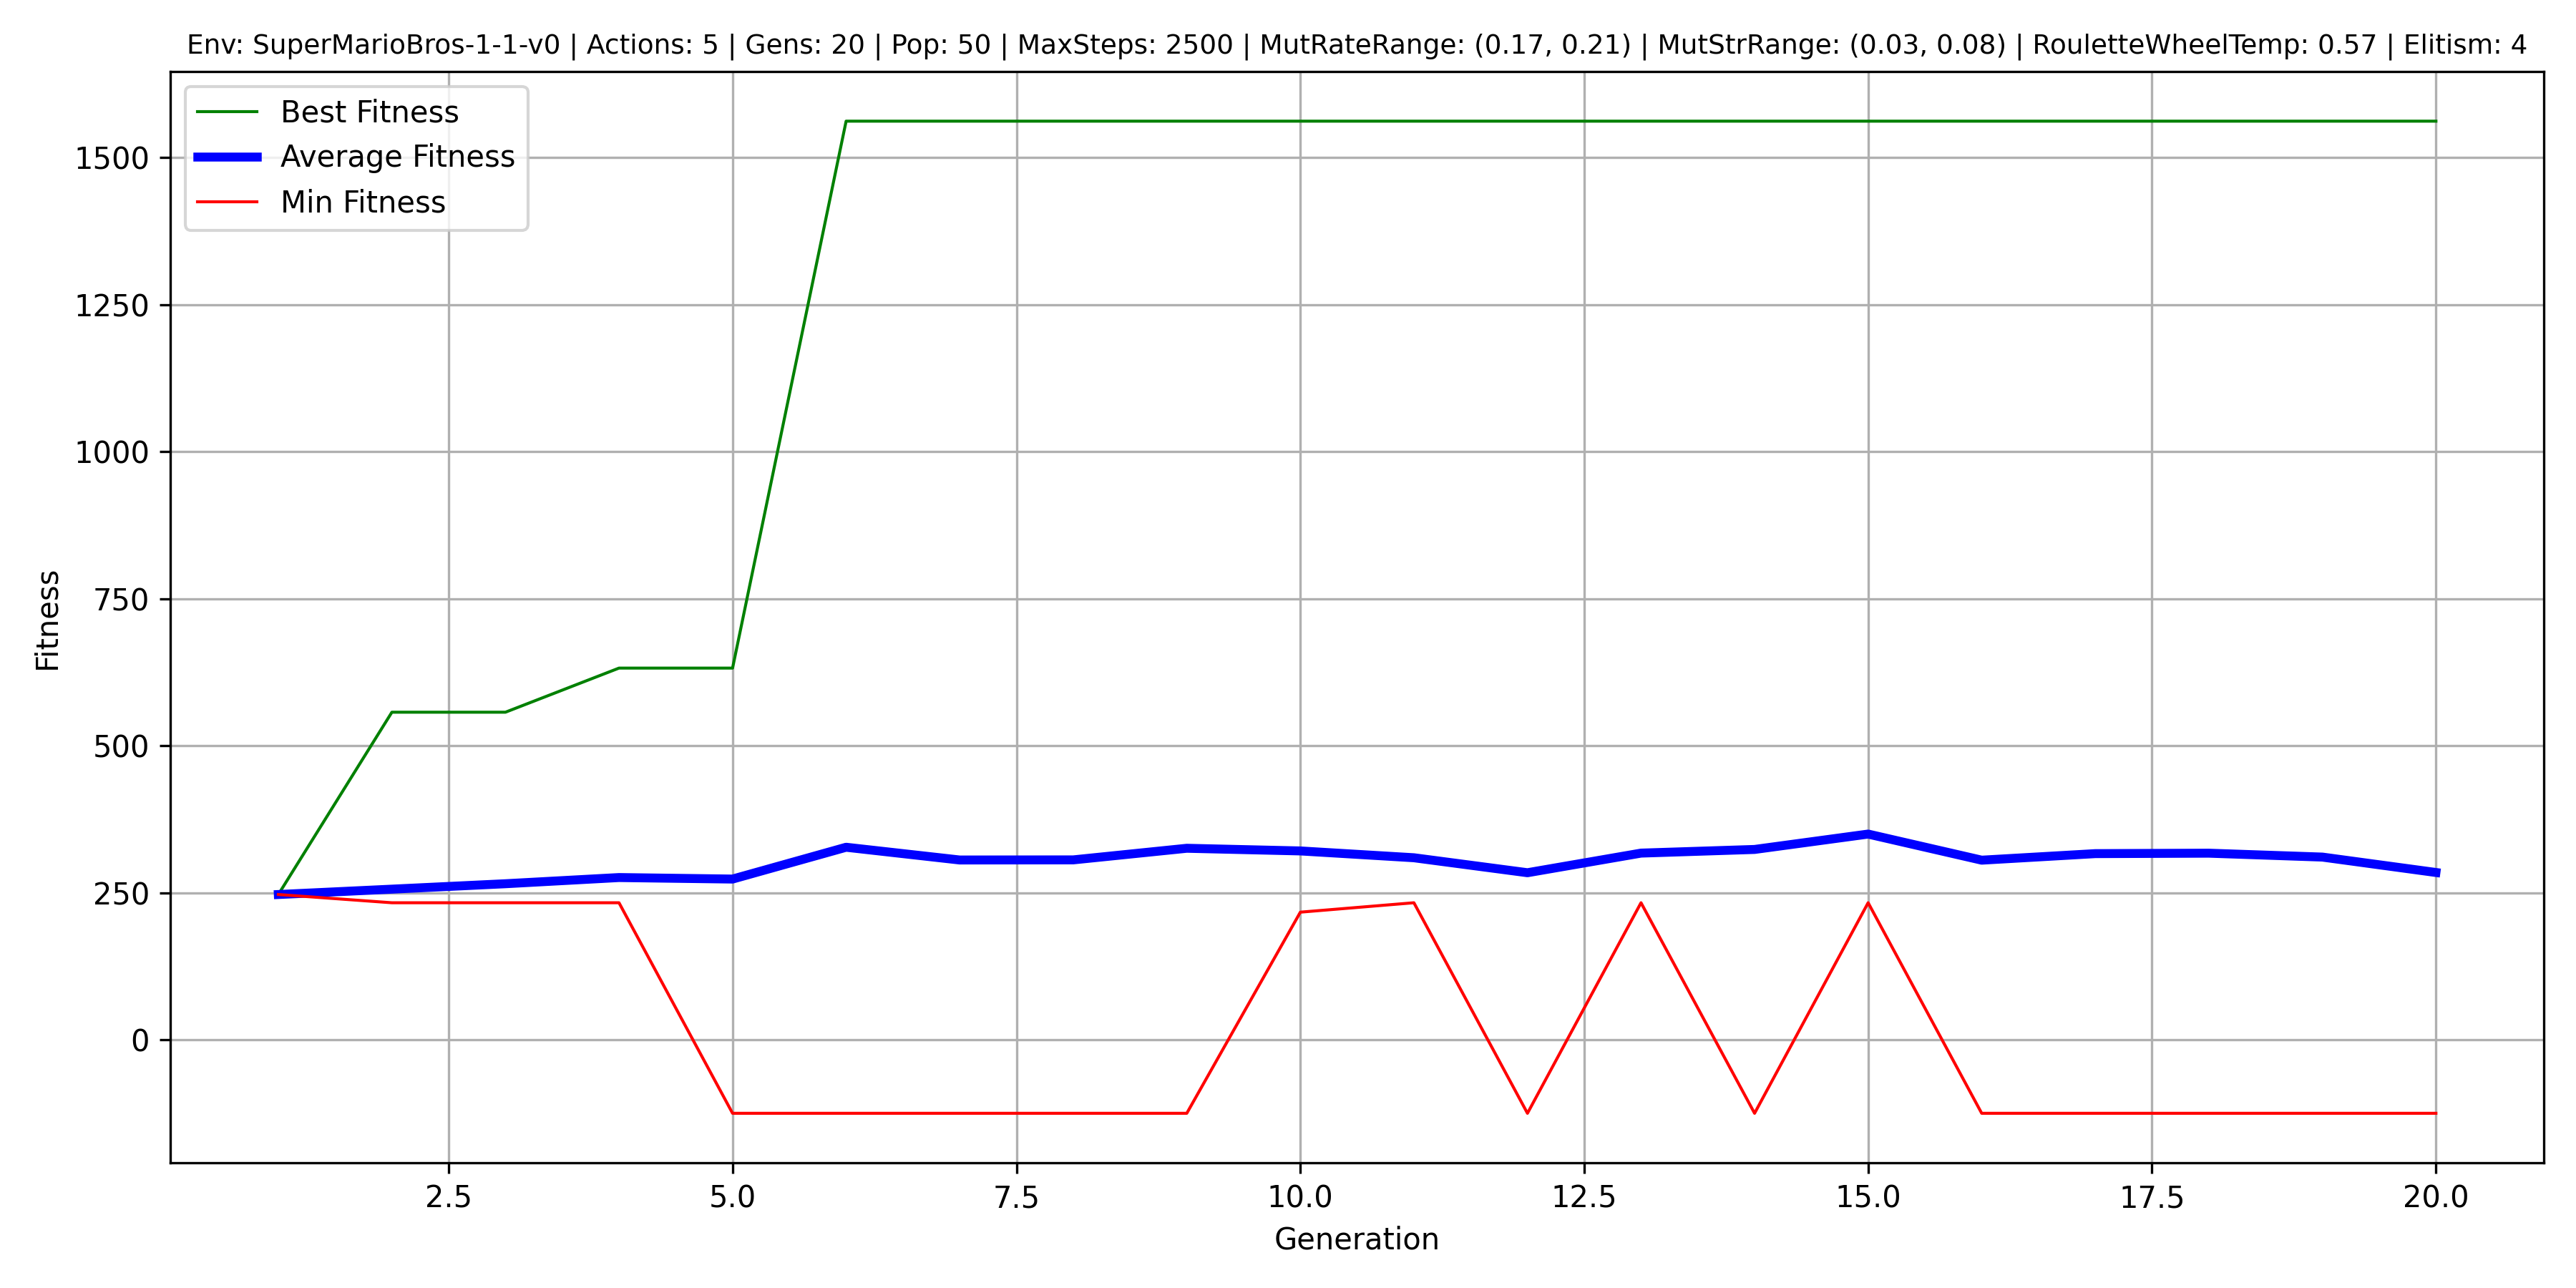 Env: SuperMarioBros-1-1-v0 | Actions: 5 | Gens: 20 | Pop: 50 | MaxSteps: 2500 | MutRateRange: (0.17, 0.21) | MutStrRange: (0.03, 0.08) | RouletteWheelTemp: 0.57 | Elitism: 4
Best Fitness
Average Fitness
Min Fitness
1500
1250
1000
750
500
250
0
Fitness
2.5 5.0 7.5 10.0 12.5 15.0 17.5 20.0
Generation